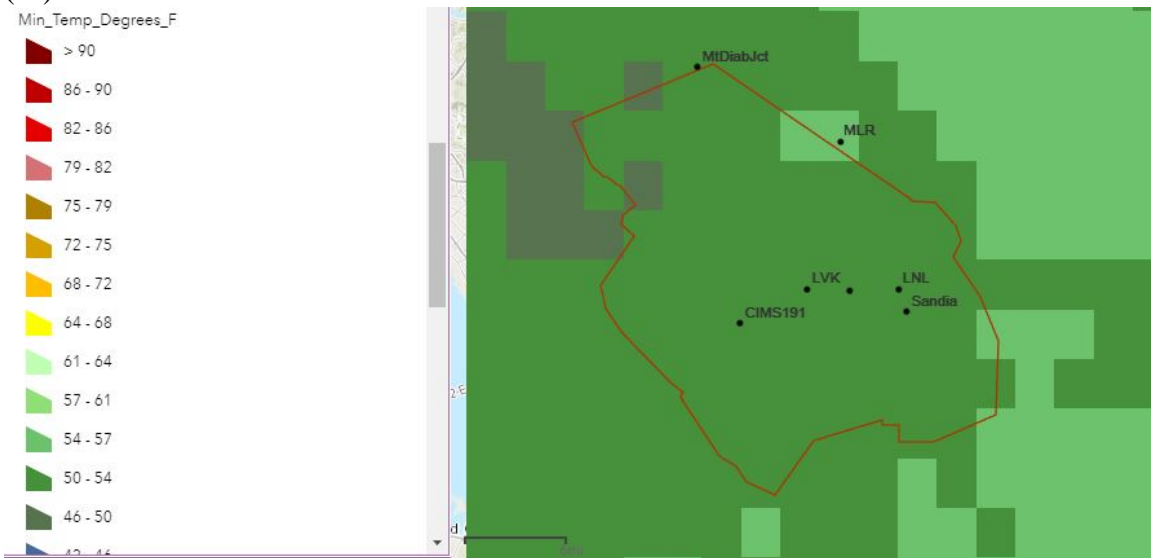 Min_Temp_Degrees_F
> 90
86 - 90
82 - 86
79 - 82
75 - 79
72 - 75
68 - 72
64 - 68
61 - 64
57 - 61
54 - 57
50 - 54
46 - 50
MtDiabJct
MLR
LVK
LNL
Sandia
CIMS191